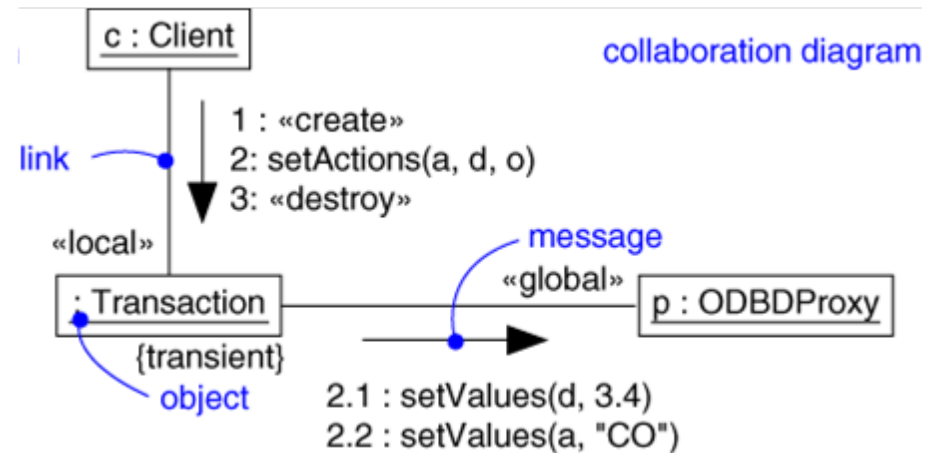 c : Client
collaboration diagram
1 : «create»
link
2: setActions(a, d, o)
3: «destroy»
«local»
message
«global»
: Transaction
p : ODBDProxy
{transient}
object
2.1 : setValues(d, 3.4)
2.2 : setValues(a, "CO")